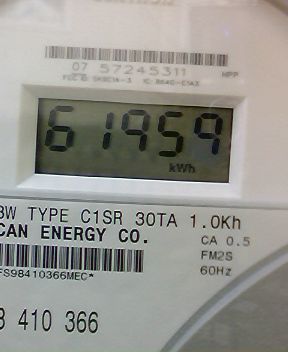 07 57245311
HPP
61959
kWh
3W TYPE C1SR 30TA 1.0Kh
CAN ENERGY CO.
CA 0.5
FM2S
60Hz
FS98410366MEC*
3 410 366